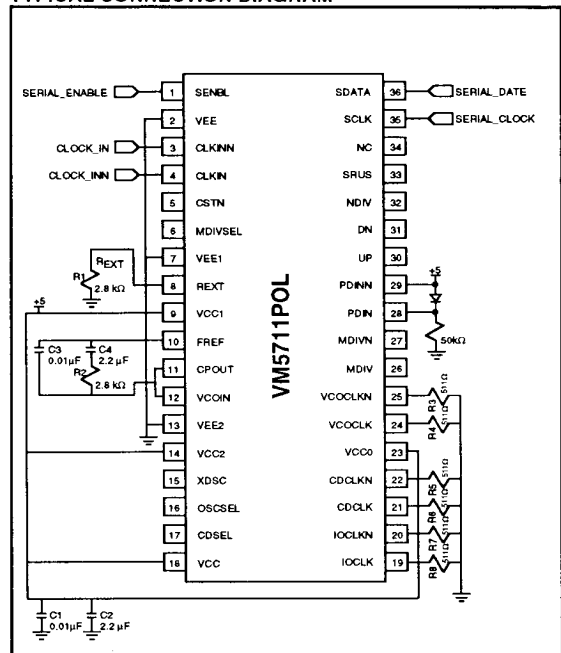 TYPICAL CONNECTION DIAGRAM
SERIAL_ENABLE 1 SENBL SDATA 36 SERIAL_DATE
2 VEE SCLK 35 SERIAL_CLOCK
CLOCK_IN 3 CLKINN NC 34
CLOCK_INN 4 CLKIN SRUS 33
5 CSTN NDIV 32
6 MDIVSEL DN 31
7 VEE1 UP 30
R1 REXT 2.8 kΩ 8 REXT PDINN 29 +5
+5 9 VCC1 PDIN 28 50kΩ
C3 0.01µF C4 2.2µF 10 FREF MDIVN 27
R2 2.8 kΩ 11 CPOUT MDIV 26
12 VCOIN VCOCLKN 25 R3 511Ω
13 VEE2 VCOCLK 24 R4 511Ω
14 VCC2 VCC0 23
15 XDSC CDCLKN 22 R5 511Ω
16 OSCSEL CDCLK 21 R6 511Ω
17 CDSEL IOCLKN 20 R7 511Ω
18 VCC IOCLK 19 R8 511Ω
VM5711POL
C1 0.01µF C2 2.2 µF